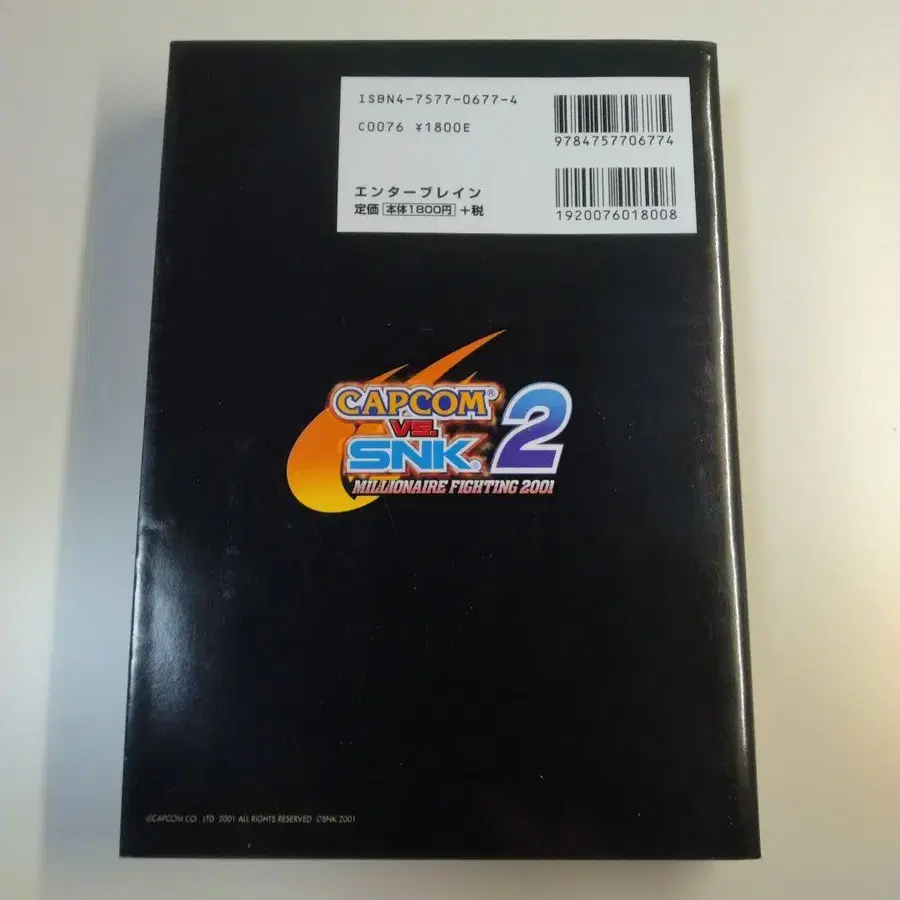 ISBN4-7577-0677-4
C0076 ¥1800E
9784757706774
エンターブレイン
定価 本体1800円 +税
1920076018008
CAPCOM®
VS.
SNK®
2
MILLIONAIRE FIGHTING 2001
©CAPCOM CO., LTD. 2001 ALL RIGHTS RESERVED ©SNK 2001